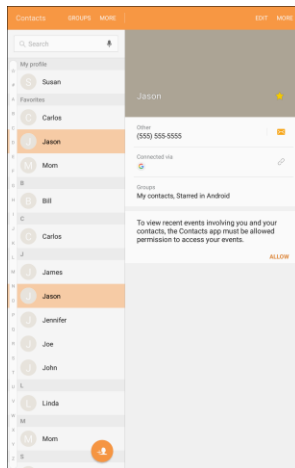 Contacts GROUPS MORE EDIT MORE
Search
My profile
S Susan
Favorites
C Carlos
J Jason
M Mom
B
B Bill
C
C Carlos
J
J James
J Jason
J Jennifer
J Joe
J John
L
L Linda
M
M Mom
S
Jason
Other
(555) 555-5555
Connected via
G
Groups
My contacts, Starred in Android
To view recent events involving you and your
contacts, the Contacts app must be allowed
permission to access your events.
ALLOW